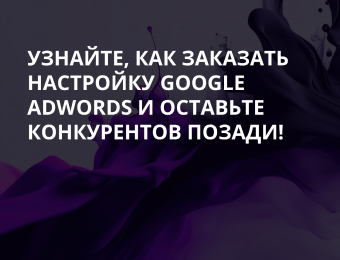 УЗНАЙТЕ, КАК ЗАКАЗАТЬ
НАСТРОЙКУ GOOGLE
ADWORDS И ОСТАВЬТЕ
КОНКУРЕНТОВ ПОЗАДИ!